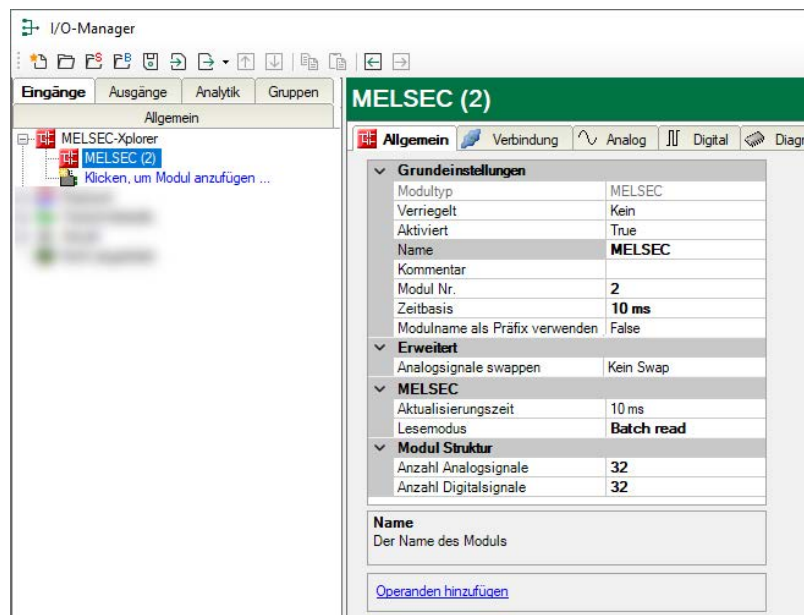 I/O-Manager
Eingänge Ausgänge Analytik Gruppen
Allgemein
MELSEC-Xplorer
MELSEC (2)
Klicken, um Modul anzufügen ...
MELSEC (2)
Allgemein Verbindung Analog Digital
Grundeinstellungen
Modultyp MELSEC
Verriegelt Kein
Aktiviert True
Name MELSEC
Kommentar
Modul Nr. 2
Zeitbasis 10 ms
Modulname als Präfix verwenden False
Erweitert
Analogsignale swappen Kein Swap
MELSEC
Aktualisierungszeit 10 ms
Lesemodus Batch read
Modul Struktur
Anzahl Analogsignale 32
Anzahl Digitalsignale 32
Name
Der Name des Moduls
Operanden hinzufügen